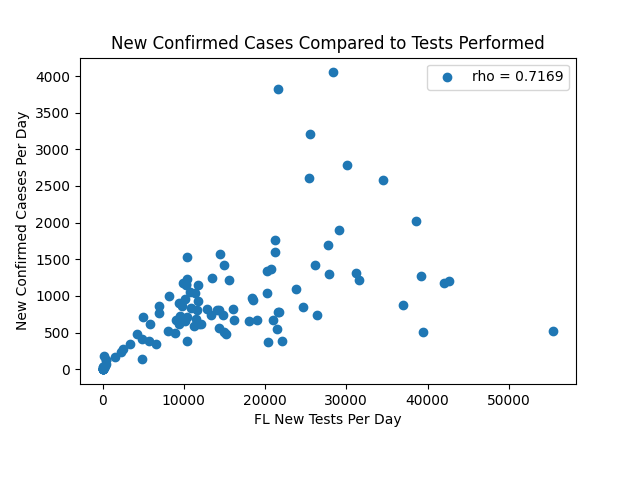 New Confirmed Cases Compared to Tests Performed
rho = 0.7169
New Confirmed Caeses Per Day
4000
3500
3000
2500
2000
1500
1000
500
0
0 10000 20000 30000 40000 50000
FL New Tests Per Day